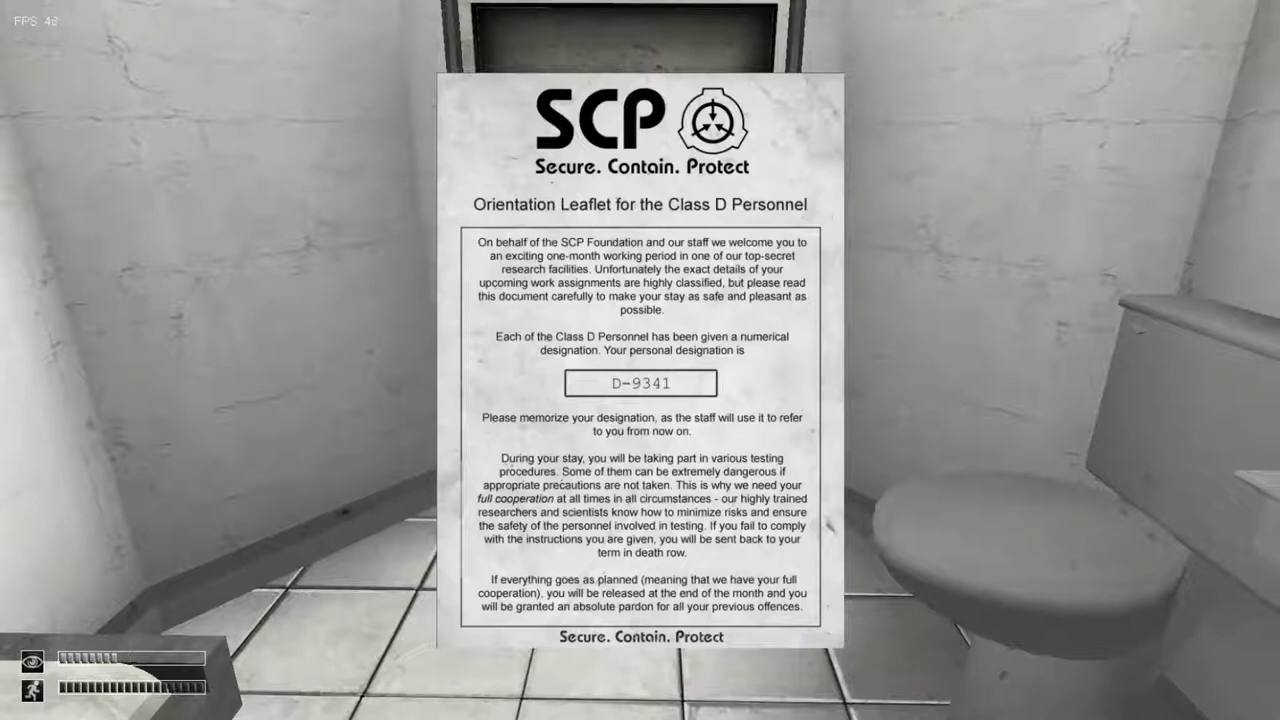 FPS: 48
SCP
Secure. Contain. Protect
Orientation Leaflet for the Class D Personnel
On behalf of the SCP Foundation and our staff we welcome you to
an exciting one-month working period in one of our top-secret
research facilities. Unfortunately the exact details of your
upcoming work assignments are highly classified, but please read
this document carefully to make your stay as safe and pleasant as
possible.
Each of the Class D Personnel has been given a numerical
designation. Your personal designation is
D-9341
Please memorize your designation, as the staff will use it to refer
to you from now on.
During your stay, you will be taking part in various testing
procedures. Some of them can be extremely dangerous if
appropriate precautions are not taken. This is why we need your
full cooperation at all times in all circumstances - our highly trained
researchers and scientists know how to minimize risks and ensure
the safety of the personnel involved in testing. If you fail to comply
with the instructions you are given, you will be sent back to your
term in death row.
If everything goes as planned (meaning that we have your full
cooperation), you will be released at the end of the month and you
will be granted an absolute pardon for all your previous offences.
Secure. Contain. Protect